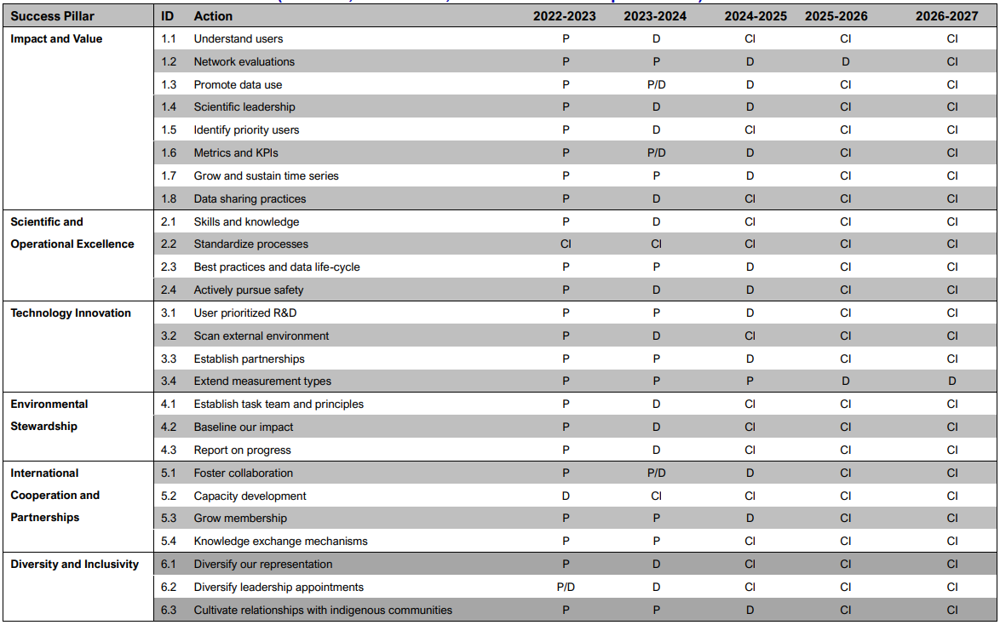 Success Pillar ID Action 2022-2023 2023-2024 2024-2025 2025-2026 2026-2027
Impact and Value 1.1 Understand users P D CI CI CI
1.2 Network evaluations P P D D CI
1.3 Promote data use P P/D D CI CI
1.4 Scientific leadership P D D CI CI
1.5 Identify priority users P D CI CI CI
1.6 Metrics and KPIs P P/D D CI CI
1.7 Grow and sustain time series P P D CI CI
1.8 Data sharing practices P D CI CI CI
Scientific and 2.1 Skills and knowledge P D CI CI CI
Operational Excellence 2.2 Standardize processes CI CI CI CI CI
2.3 Best practices and data life-cycle P P D CI CI
2.4 Actively pursue safety P D D CI CI
Technology Innovation 3.1 User prioritized R&D P P D CI CI
3.2 Scan external environment P D CI CI CI
3.3 Establish partnerships P P D CI CI
3.4 Extend measurement types P P P D D
Environmental 4.1 Establish task team and principles P D CI CI CI
Stewardship 4.2 Baseline our impact P D CI CI CI
4.3 Report on progress P D CI CI CI
International 5.1 Foster collaboration P P/D D CI CI
Cooperation and 5.2 Capacity development D CI CI CI CI
Partnerships 5.3 Grow membership P P D CI CI
5.4 Knowledge exchange mechanisms P P CI CI CI
Diversity and Inclusivity 6.1 Diversify our representation P D CI CI CI
6.2 Diversify leadership appointments P/D D CI CI CI
6.3 Cultivate relationships with indigenous communities P P D CI CI